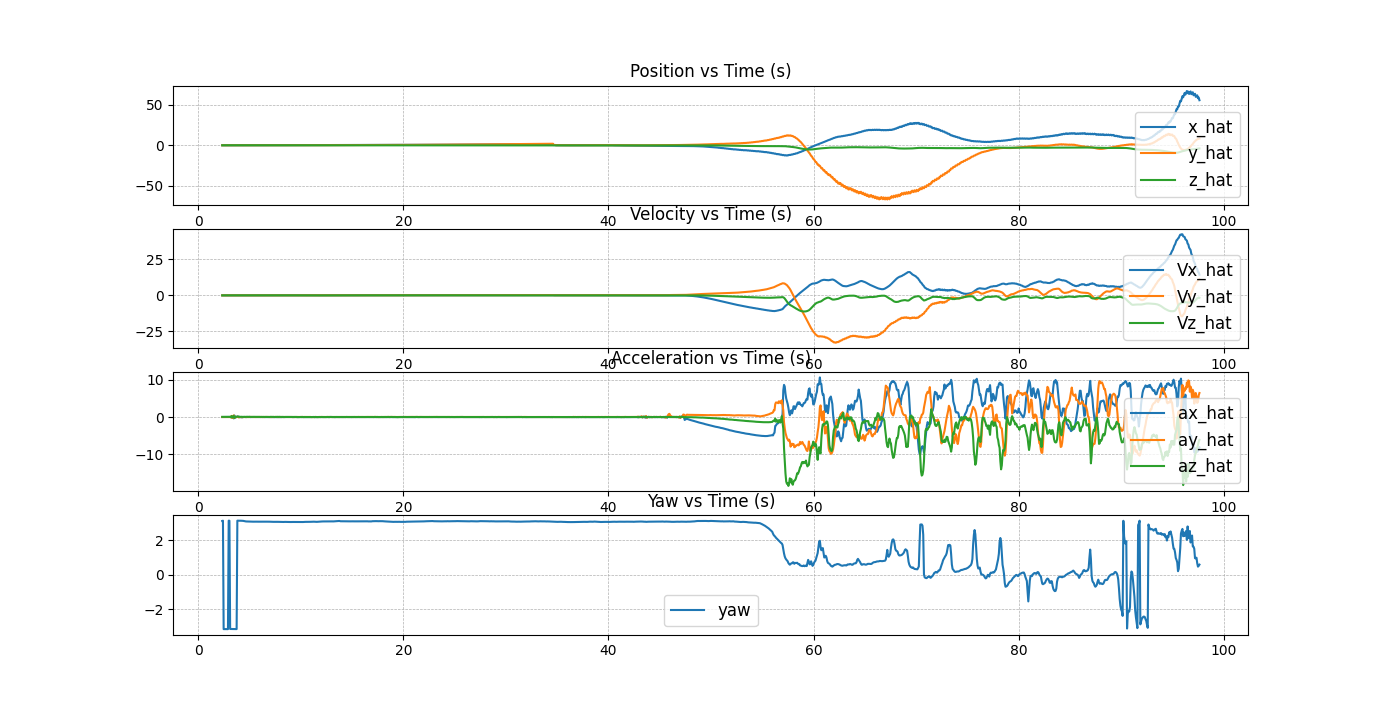 Position vs Time (s)
50
0
−50
x_hat
y_hat
z_hat
0 20 40 60 80 100
Velocity vs Time (s)
25
0
−25
Vx_hat
Vy_hat
Vz_hat
0 20 40 60 80 100
Acceleration vs Time (s)
10
0
−10
ax_hat
ay_hat
az_hat
0 20 40 60 80 100
Yaw vs Time (s)
2
0
−2
yaw
0 20 40 60 80 100